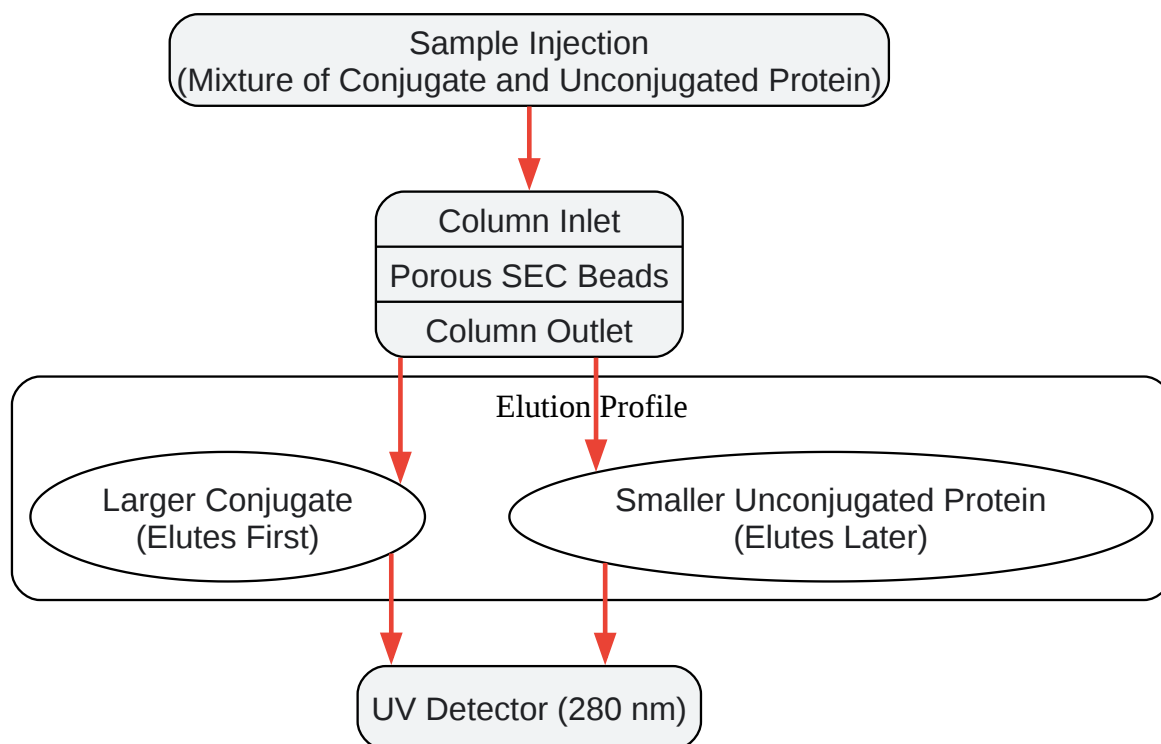 Sample Injection
(Mixture of Conjugate and Unconjugated Protein)
Column Inlet
Porous SEC Beads
Column Outlet
Elution Profile
Larger Conjugate
(Elutes First)
Smaller Unconjugated Protein
(Elutes Later)
UV Detector (280 nm)